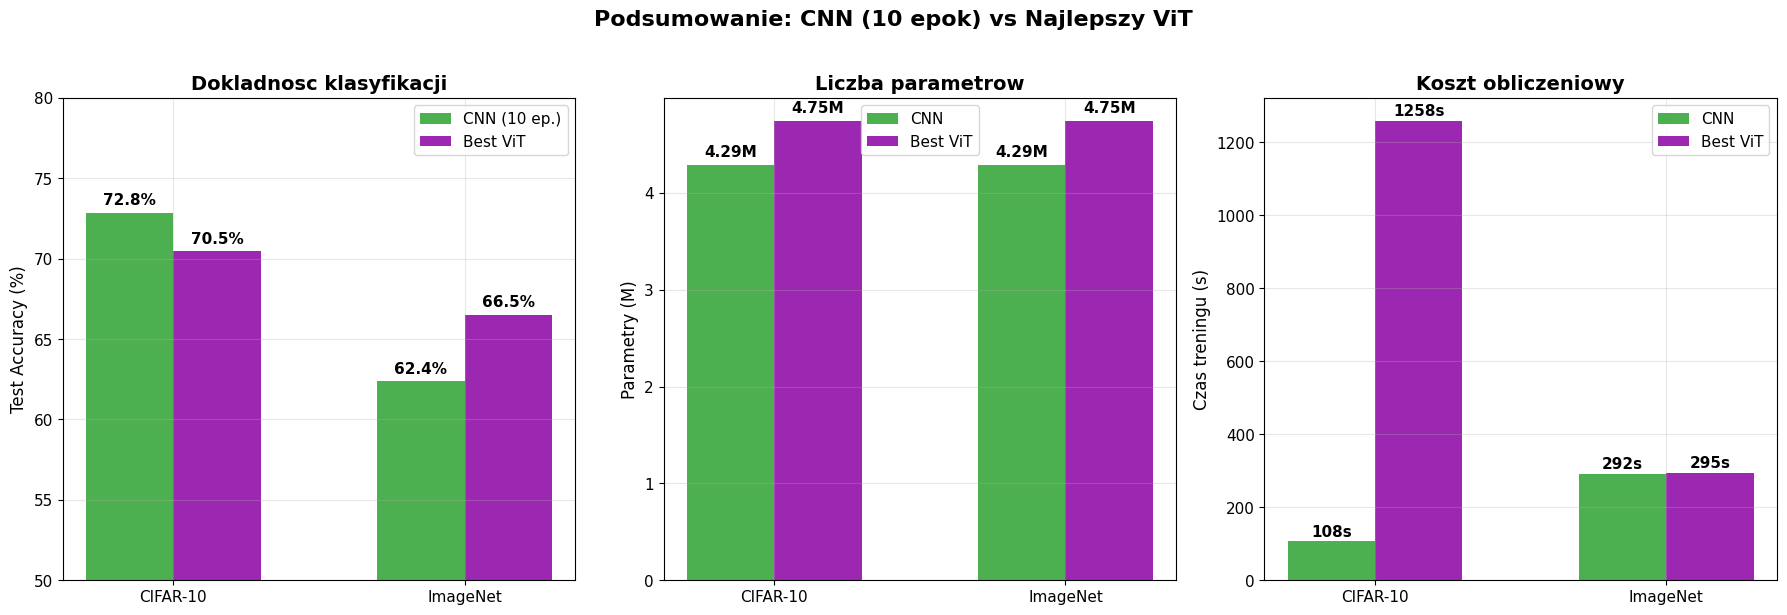 Podsumowanie: CNN (10 epok) vs Najlepszy ViT
Dokladnosc klasyfikacji
Test Accuracy (%)
80
75
70
65
60
55
50
CNN (10 ep.)
Best ViT
72.8%
70.5%
62.4%
66.5%
CIFAR-10
ImageNet
Liczba parametrow
Parametry (M)
4
3
2
1
0
CNN
Best ViT
4.29M
4.75M
4.29M
4.75M
CIFAR-10
ImageNet
Koszt obliczeniowy
Czas treningu (s)
1200
1000
800
600
400
200
0
CNN
Best ViT
108s
1258s
292s
295s
CIFAR-10
ImageNet